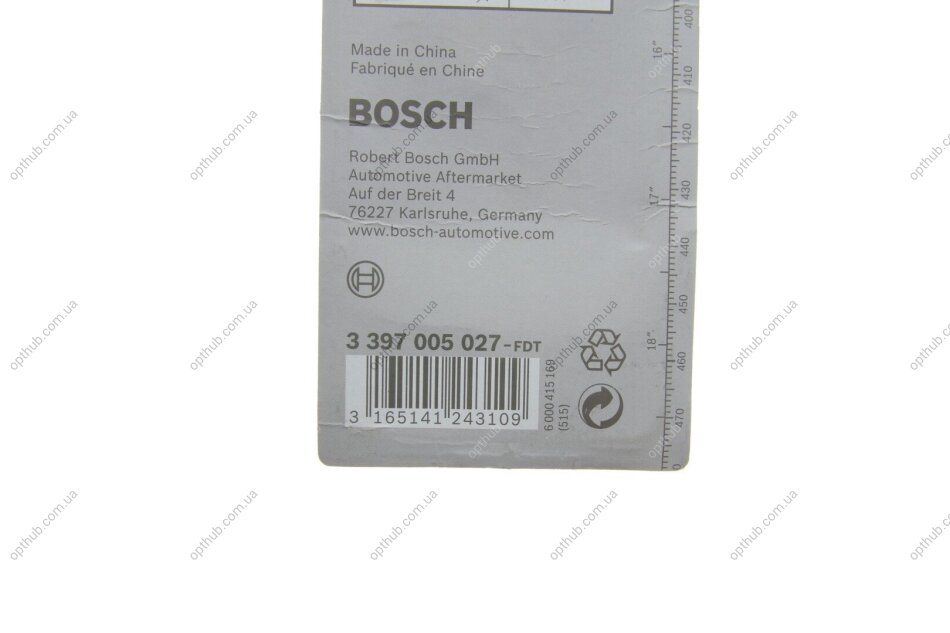 Made in China
Fabriqué en Chine
BOSCH
Robert Bosch GmbH
Automotive Aftermarket
Auf der Breit 4
76227 Karlsruhe, Germany
www.bosch-automotive.com
H
3 397 005 027-FDT
3 165141 243109
6 000 415 169
(515)
400
16"
410
420
17"
430
440
450
18"
460
470
0
opthub.com.ua